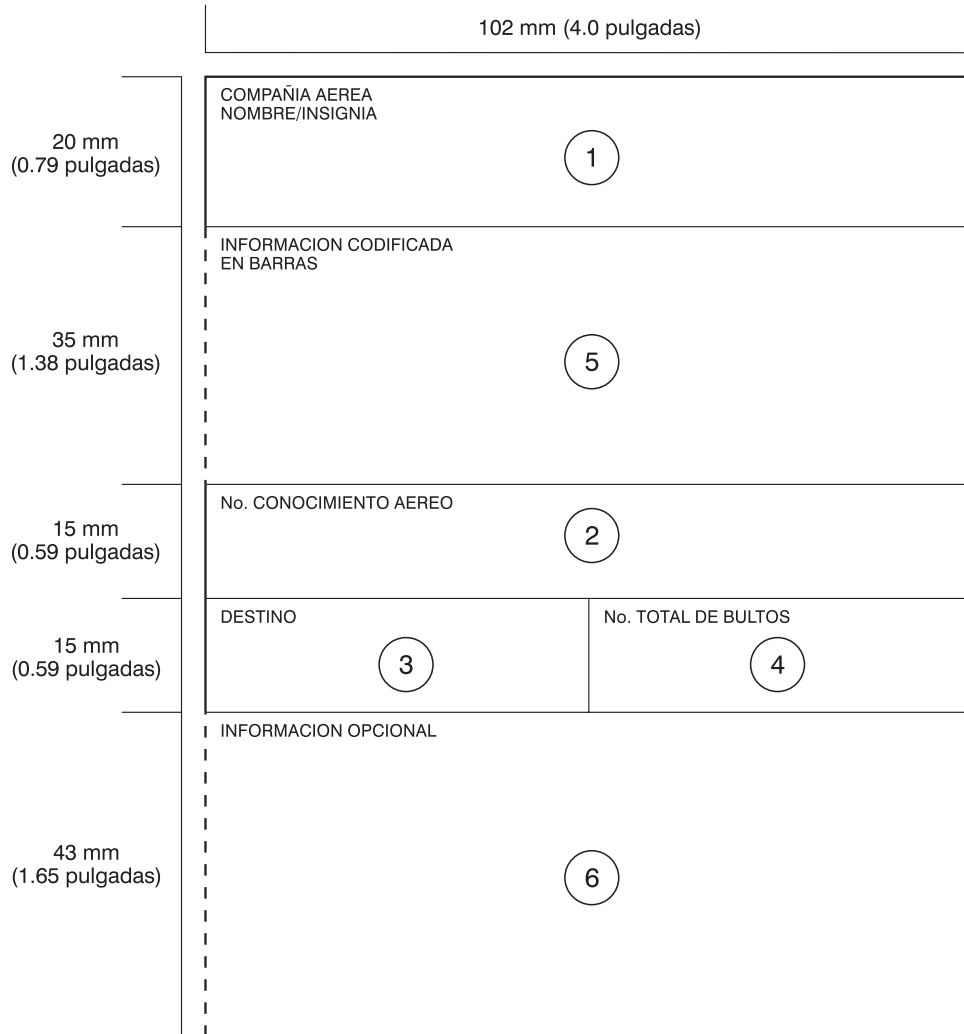 102 mm (4.0 pulgadas)
20 mm
(0.79 pulgadas)
COMPAÑIA AEREA
NOMBRE/INSIGNIA
1
35 mm
(1.38 pulgadas)
INFORMACION CODIFICADA
EN BARRAS
5
15 mm
(0.59 pulgadas)
No. CONOCIMIENTO AEREO
2
15 mm
(0.59 pulgadas)
DESTINO
3
No. TOTAL DE BULTOS
4
43 mm
(1.65 pulgadas)
INFORMACION OPCIONAL
6